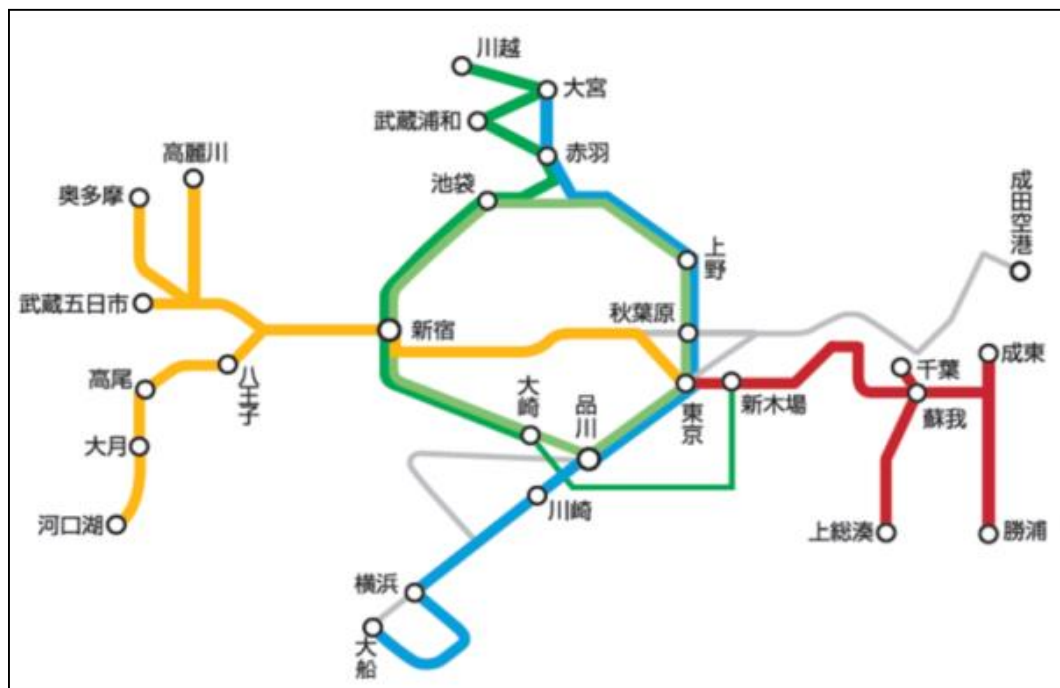 川越
大宮
武蔵浦和
赤羽
高麗川
奥多摩
池袋
成田空港
上野
武蔵五日市
新宿
秋葉原
成東
千葉
高尾
八王子
大崎
品川
東京
新木場
蘇我
大月
河口湖
川崎
上総湊
勝浦
横浜
大船